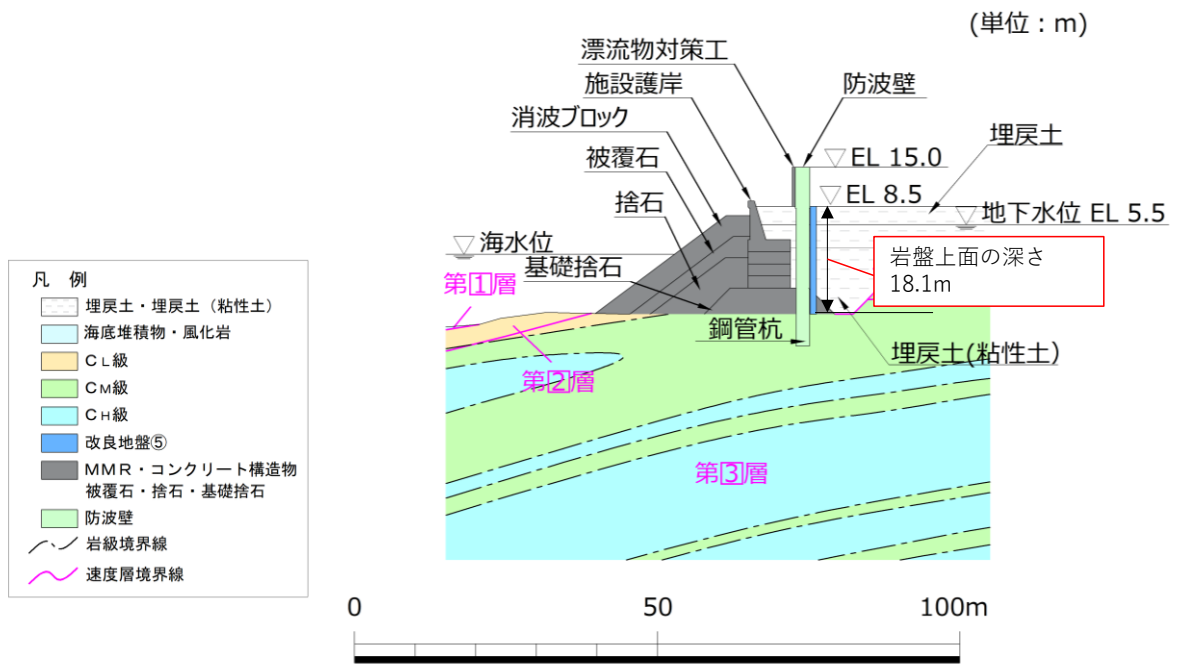 (単位：m)
漂流物対策工
施設護岸
防波壁
消波ブロック
埋戻土
被覆石
EL 15.0
捨石
EL 8.5
地下水位 EL 5.5
海水位
岩盤上面の深さ
18.1m
基礎捨石
第1層
鋼管杭
埋戻土(粘性土)
第2層
第3層
凡 例
埋戻土・埋戻土（粘性土）
海底堆積物・風化岩
CL級
CM級
CH級
改良地盤⑤
MMR・コンクリート構造物
被覆石・捨石・基礎捨石
防波壁
岩級境界線
速度層境界線
0 50 100m